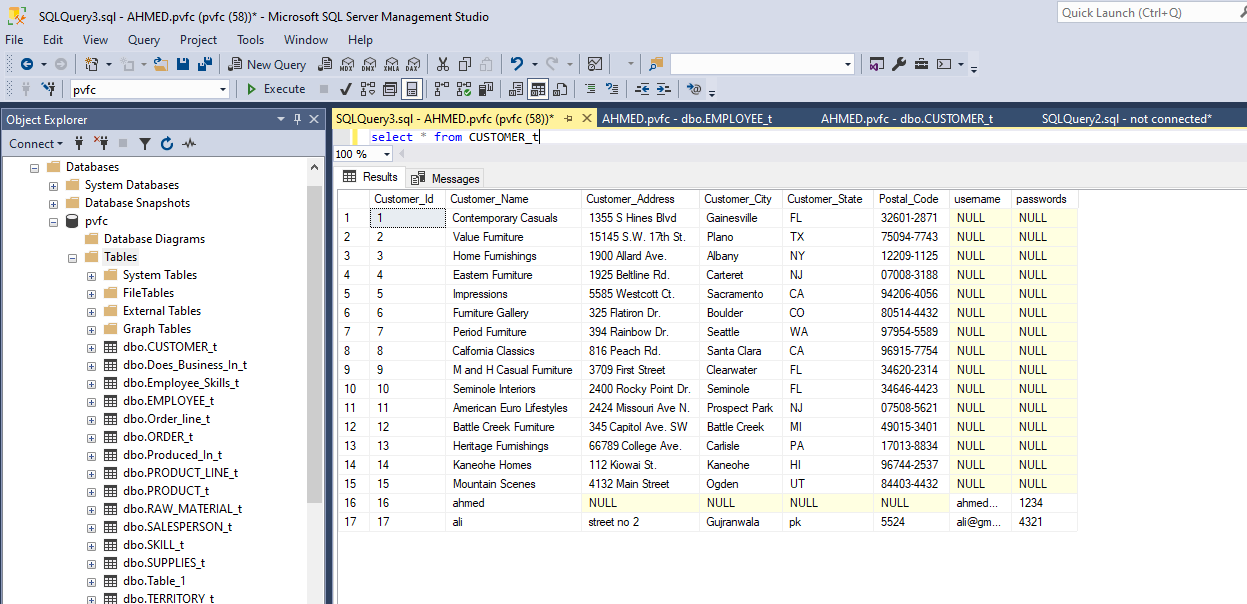 SQLQuery3.sql - AHMED.pvfc (pvfc (58))* - Microsoft SQL Server Management Studio
Quick Launch (Ctrl+Q)
File Edit View Query Project Tools Window Help
New Query MDX DMX XMLA DAX
pvfc Execute
Object Explorer
Connect
Databases
System Databases
Database Snapshots
pvfc
Database Diagrams
Tables
System Tables
FileTables
External Tables
Graph Tables
dbo.CUSTOMER_t
dbo.Does_Business_In_t
dbo.Employee_Skills_t
dbo.EMPLOYEE_t
dbo.Order_line_t
dbo.ORDER_t
dbo.Produced_In_t
dbo.PRODUCT_LINE_t
dbo.PRODUCT_t
dbo.RAW_MATERIAL_t
dbo.SALESPERSON_t
dbo.SKILL_t
dbo.SUPPLIES_t
dbo.Table_1
dbo.TERRITORY_t
SQLQuery3.sql - AHMED.pvfc (pvfc (58))* AHMED.pvfc - dbo.EMPLOYEE_t AHMED.pvfc - dbo.CUSTOMER_t SQLQuery2.sql - not connected*
select * from CUSTOMER_t
100 %
Results Messages
Customer_Id Customer_Name Customer_Address Customer_City Customer_State Postal_Code username passwords
1 1 Contemporary Casuals 1355 S Hines Blvd Gainesville FL 32601-2871 NULL NULL
2 2 Value Furniture 15145 S.W. 17th St. Plano TX 75094-7743 NULL NULL
3 3 Home Furnishings 1900 Allard Ave. Albany NY 12209-1125 NULL NULL
4 4 Eastern Furniture 1925 Beltline Rd. Carteret NJ 07008-3188 NULL NULL
5 5 Impressions 5585 Westcott Ct. Sacramento CA 94206-4056 NULL NULL
6 6 Furniture Gallery 325 Flatiron Dr. Boulder CO 80514-4432 NULL NULL
7 7 Period Furniture 394 Rainbow Dr. Seattle WA 97954-5589 NULL NULL
8 8 Calfornia Classics 816 Peach Rd. Santa Clara CA 96915-7754 NULL NULL
9 9 M and H Casual Furniture 3709 First Street Clearwater FL 34620-2314 NULL NULL
10 10 Seminole Interiors 2400 Rocky Point Dr. Seminole FL 34646-4423 NULL NULL
11 11 American Euro Lifestyles 2424 Missouri Ave N. Prospect Park NJ 07508-5621 NULL NULL
12 12 Battle Creek Furniture 345 Capitol Ave. SW Battle Creek MI 49015-3401 NULL NULL
13 13 Heritage Furnishings 66789 College Ave. Carlisle PA 17013-8834 NULL NULL
14 14 Kaneohe Homes 112 Kiowai St. Kaneohe HI 96744-2537 NULL NULL
15 15 Mountain Scenes 4132 Main Street Ogden UT 84403-4432 NULL NULL
16 16 ahmed NULL NULL NULL NULL ahmed... 1234
17 17 ali street no 2 Gujranwala pk 5524 ali@gm... 4321